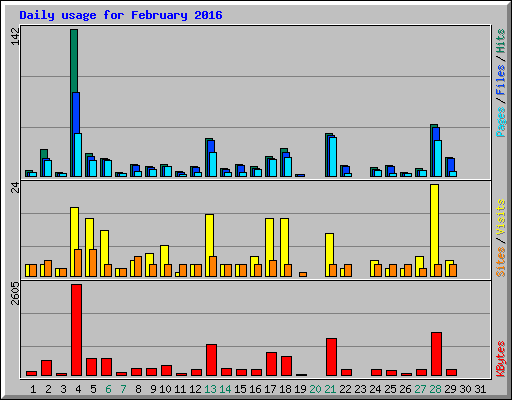 Daily usage for February 2016
142
Pages / Files / Hits
24
Sites / Visits
2605
KBytes
1 2 3 4 5 6 7 8 9 10 11 12 13 14 15 16 17 18 19 20 21 22 23 24 25 26 27 28 29 30 31